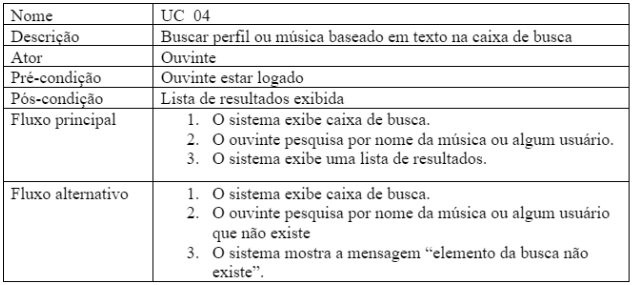 Nome UC 04
Descrição Buscar perfil ou música baseado em texto na caixa de busca
Ator Ouvinte
Pré-condição Ouvinte estar logado
Pós-condição Lista de resultados exibida
Fluxo principal 1. O sistema exibe caixa de busca.
2. O ouvinte pesquisa por nome da música ou algum usuário.
3. O sistema exibe uma lista de resultados.
Fluxo alternativo 1. O sistema exibe caixa de busca.
2. O ouvinte pesquisa por nome da música ou algum usuário
que não existe
3. O sistema mostra a mensagem “elemento da busca não
existe”.